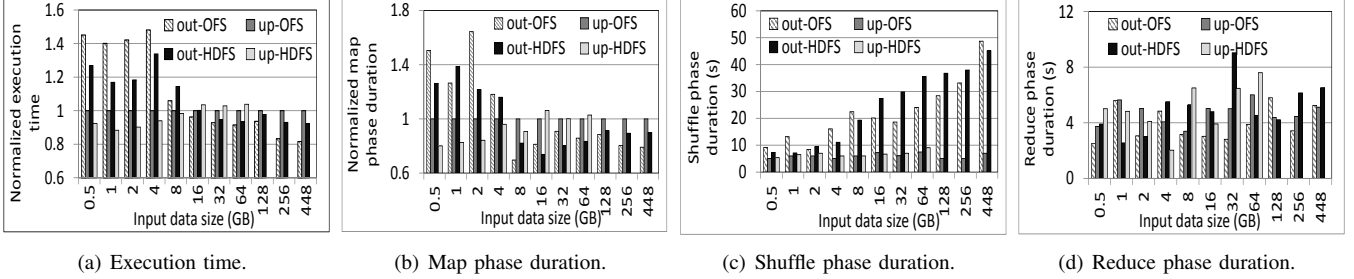 1.6
1.4
1.2
1
0.8
0.6
Normalized execution
time
out-OFS
up-OFS
out-HDFS
up-HDFS
0.5
1
2
4
8
16
32
64
128
256
448
Input data size (GB)
(a) Execution time.
1.8
1.4
1
0.6
Normalized map
phase duration
out-OFS
up-OFS
out-HDFS
up-HDFS
0.5
1
2
4
8
16
32
64
128
256
448
Input data size (GB)
(b) Map phase duration.
60
50
40
30
20
10
0
Shuffle phase
duration (s)
out-OFS
up-OFS
out-HDFS
up-HDFS
0.5
1
2
4
8
16
32
64
128
256
448
Input data size (GB)
(c) Shuffle phase duration.
12
8
4
0
Reduce phase
duration (s)
out-OFS
up-OFS
out-HDFS
up-HDFS
0.5
1
2
4
8
16
32
64
128
256
448
Input data size (GB)
(d) Reduce phase duration.